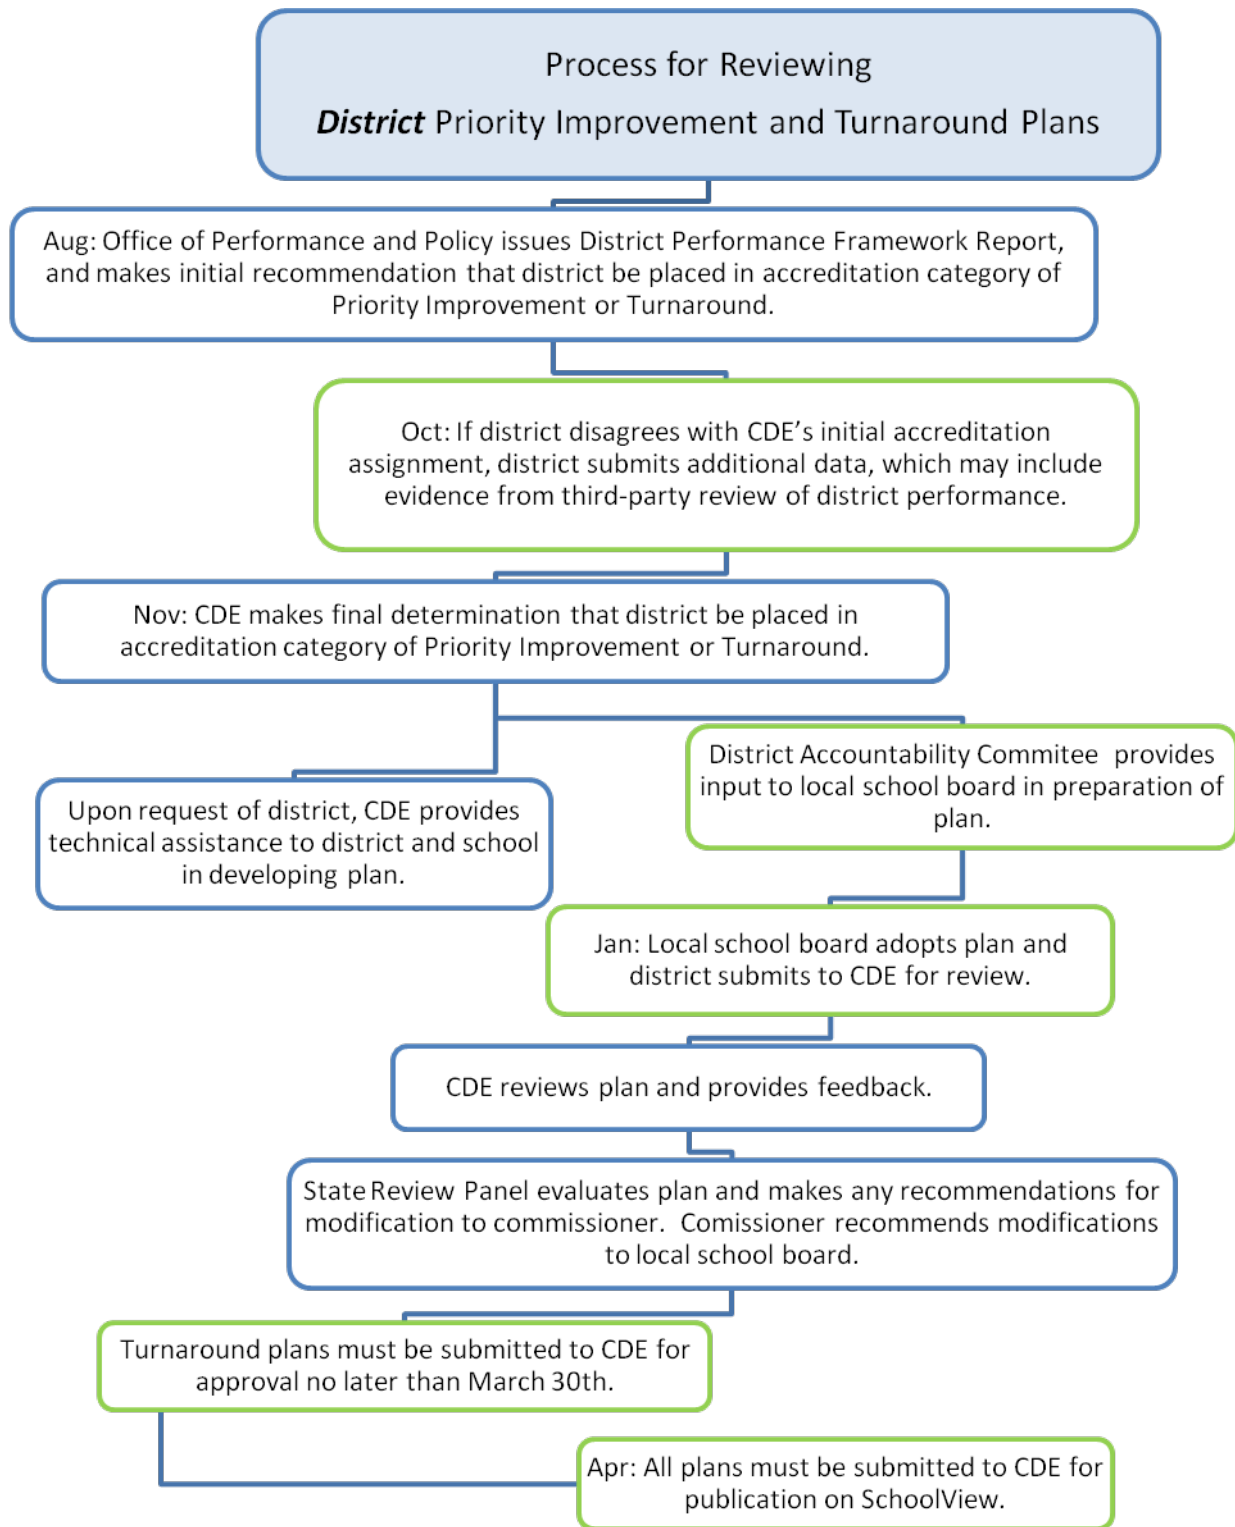 Process for Reviewing
District Priority Improvement and Turnaround Plans
Aug: Office of Performance and Policy issues District Performance Framework Report,
and makes initial recommendation that district be placed in accreditation category of
Priority Improvement or Turnaround.
Oct: If district disagrees with CDE’s initial accreditation
assignment, district submits additional data, which may include
evidence from third-party review of district performance.
Nov: CDE makes final determination that district be placed in
accreditation category of Priority Improvement or Turnaround.
District Accountability Commitee provides
input to local school board in preparation of
plan.
Upon request of district, CDE provides
technical assistance to district and school
in developing plan.
Jan: Local school board adopts plan and
district submits to CDE for review.
CDE reviews plan and provides feedback.
State Review Panel evaluates plan and makes any recommendations for
modification to commissioner. Comissioner recommends modifications
to local school board.
Turnaround plans must be submitted to CDE for
approval no later than March 30th.
Apr: All plans must be submitted to CDE for
publication on SchoolView.